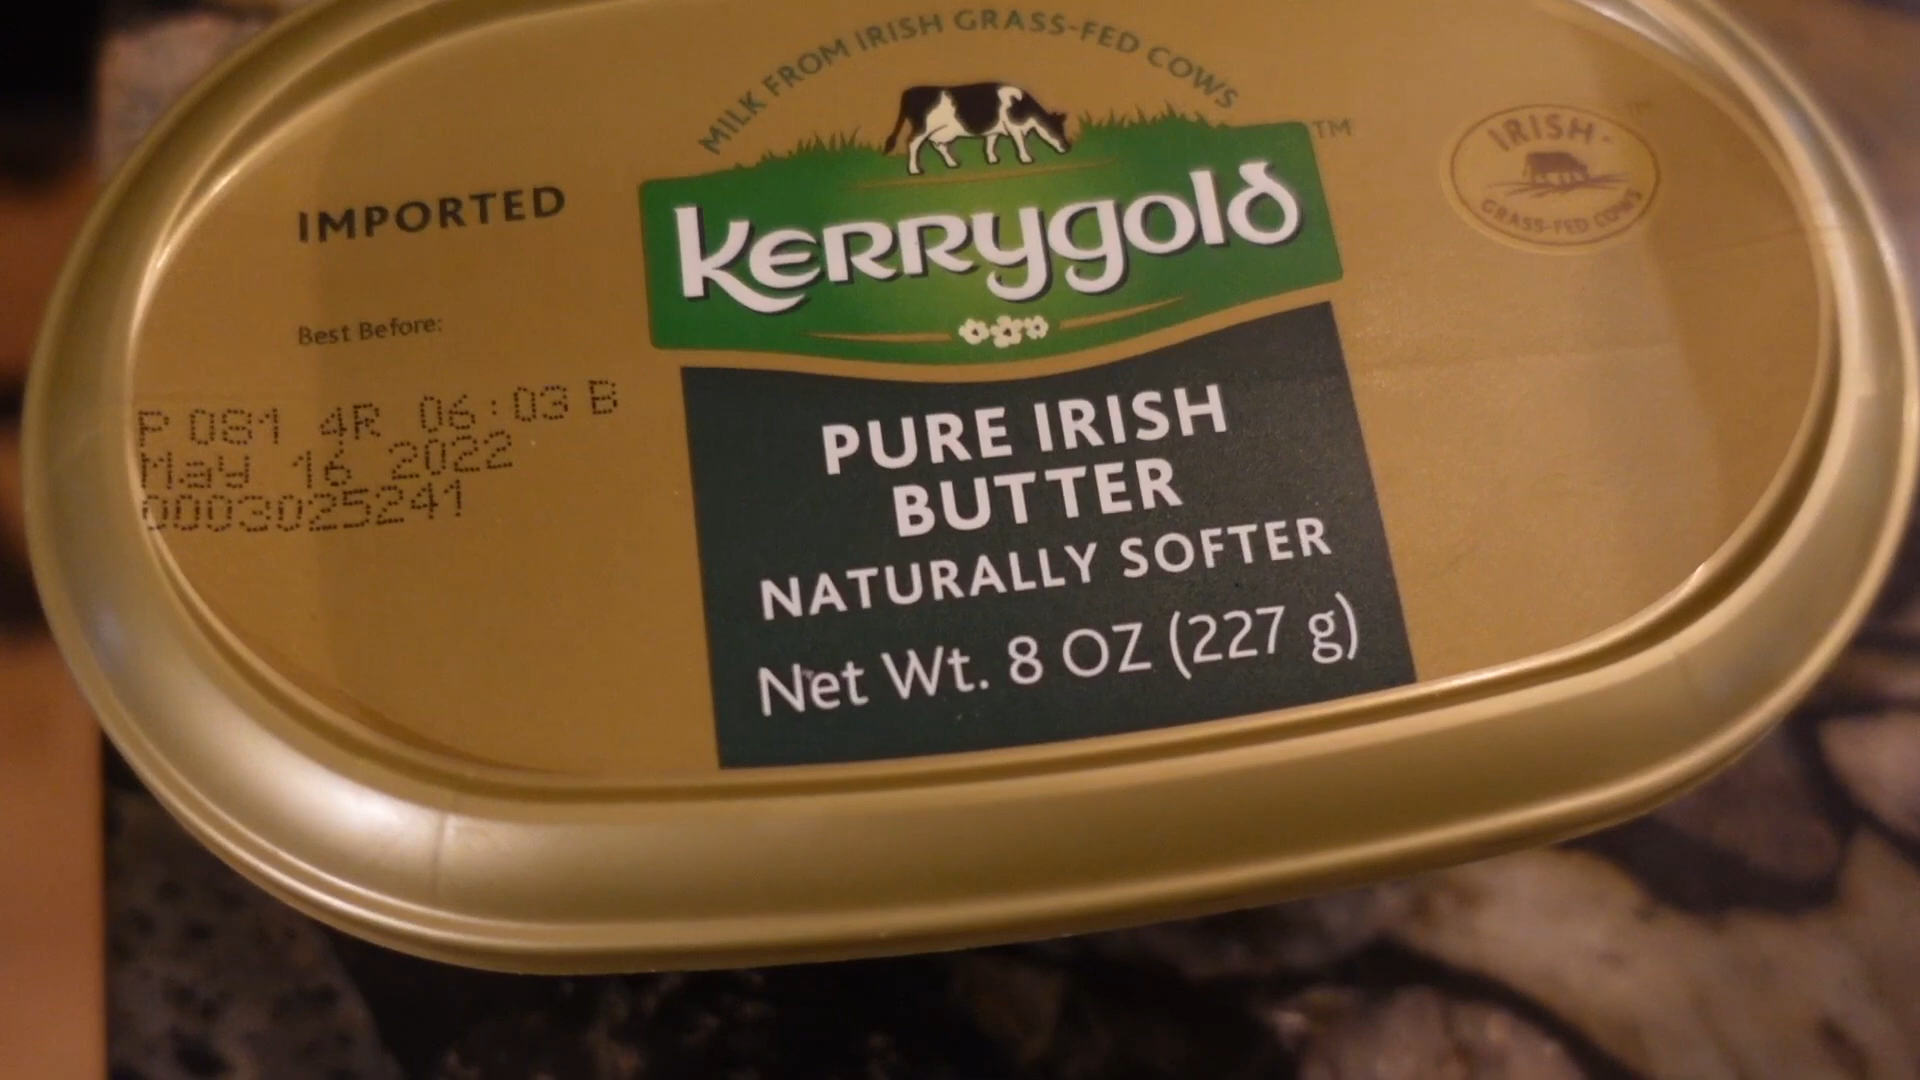 MILK FROM IRISH GRASS-FED COWS
IMPORTED
Kerrygold™
IRISH
GRASS-FED COWS
™
Best Before:
P 081 4R 06:03 B
May 16 2022
0003025241
PURE IRISH
BUTTER
NATURALLY SOFTER
Net Wt. 8 OZ (227 g)